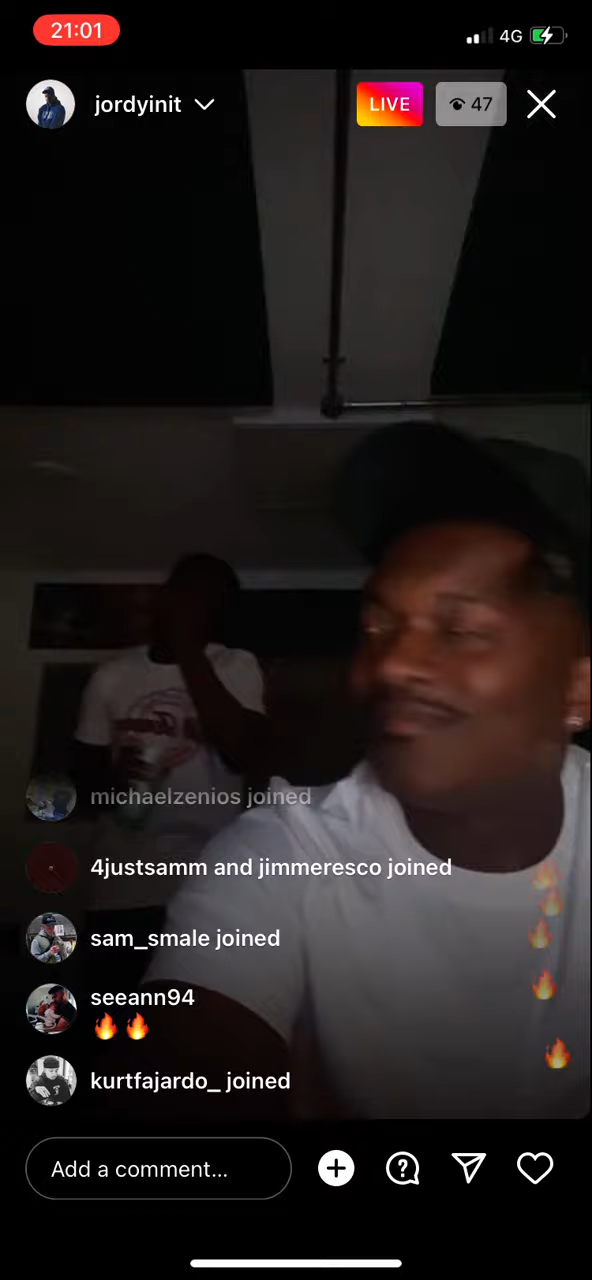 21:01
4G
jordyinit
LIVE
47
michaelzenios joined
4justsamm and jimmeresco joined
sam_smale joined
seeann94
🔥 🔥
kurtfajardo_ joined
Add a comment...